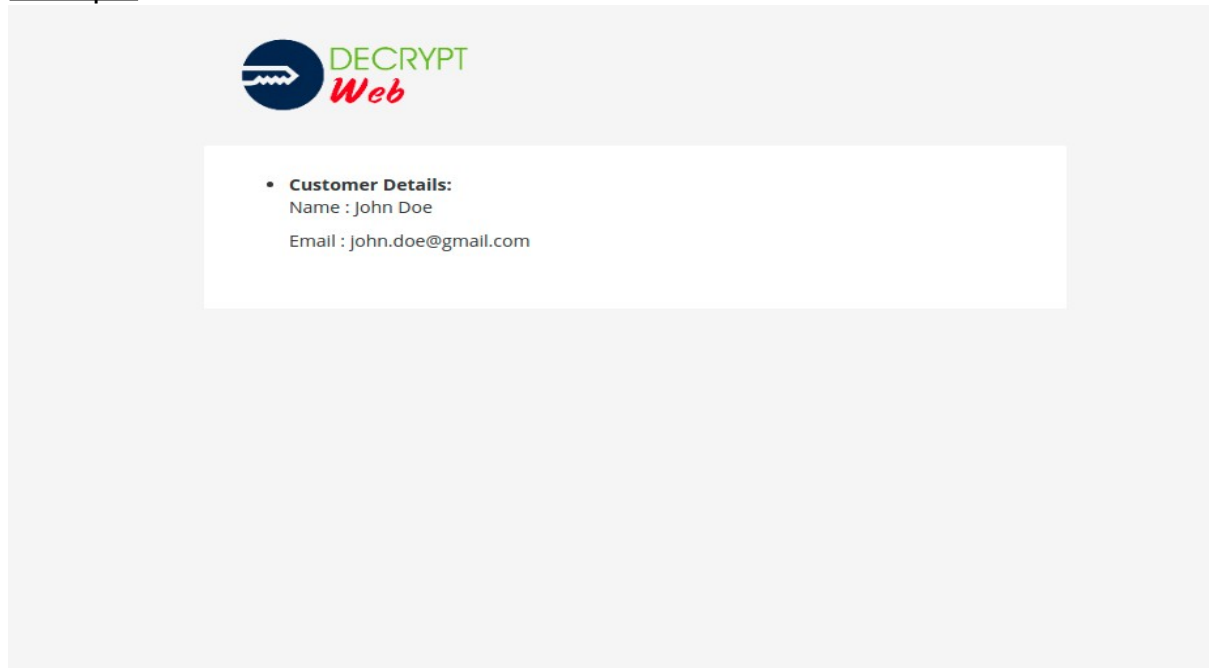 DECRYPT
Web
• Customer Details:
Name : John Doe
Email : john.doe@gmail.com